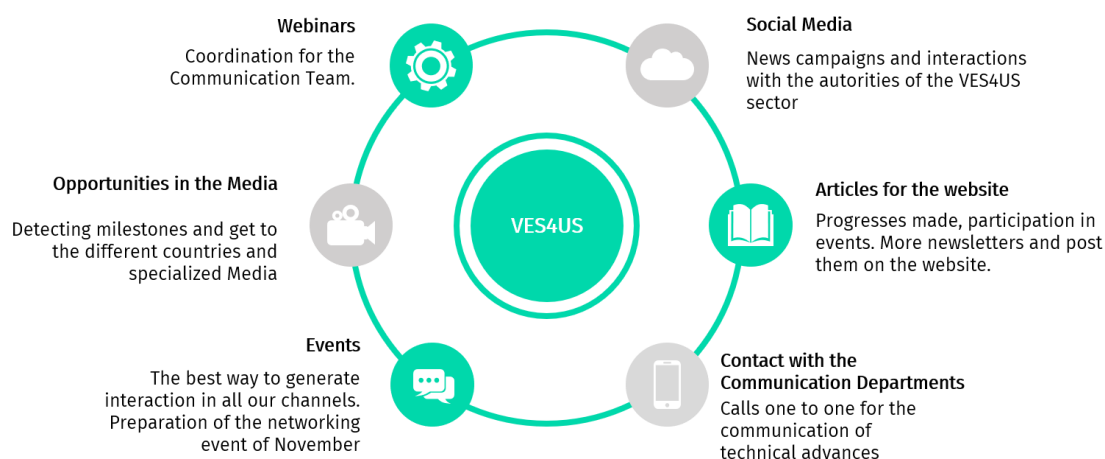 Webinars
Coordination for the
Communication Team.
Social Media
News campaigns and interactions
with the autorities of the VES4US
sector
Opportunities in the Media
Detecting milestones and get to
the different countries and
specialized Media
VES4US
Articles for the website
Progresses made, participation in
events. More newsletters and post
them on the website.
Events
The best way to generate
interaction in all our channels.
Preparation of the networking
event of November
Contact with the
Communication Departments
Calls one to one for the
communication of
technical advances